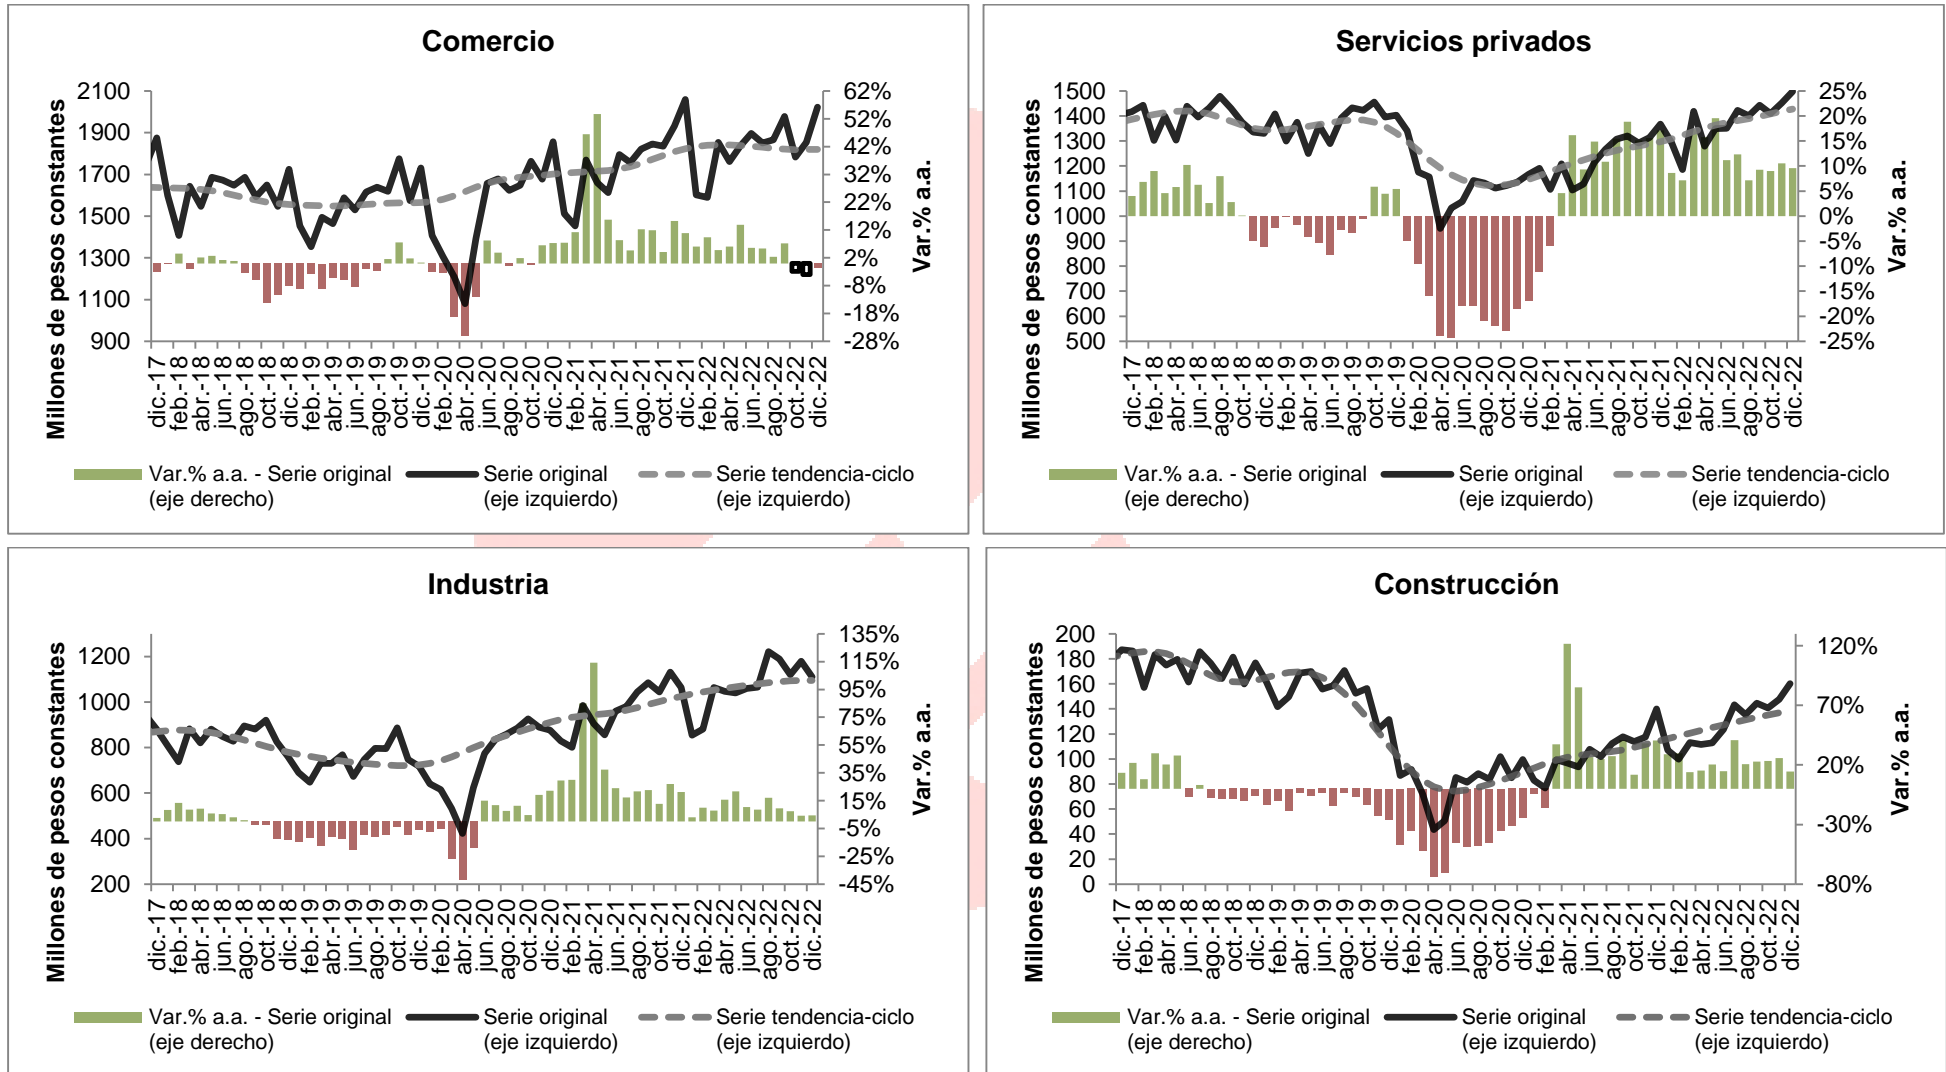 Comercio
Millones de pesos constantes
2100
1900
1700
1500
1300
1100
900
62%
52%
42%
32%
22%
12%
2%
-8%
-18%
-28%
Var.% a.a.
dic.-17
feb.-18
abr.-18
jun.-18
ago.-18
oct.-18
dic.-18
feb.-19
abr.-19
jun.-19
ago.-19
oct.-19
dic.-19
feb.-20
abr.-20
jun.-20
ago.-20
oct.-20
dic.-20
feb.-21
abr.-21
jun.-21
ago.-21
oct.-21
dic.-21
feb.-22
abr.-22
jun.-22
ago.-22
oct.-22
dic.-22
Var.% a.a. - Serie original
(eje derecho)
Serie original
(eje izquierdo)
Serie tendencia-ciclo
(eje izquierdo)
Servicios privados
Millones de pesos constantes
1500
1400
1300
1200
1100
1000
900
800
700
600
500
25%
20%
15%
10%
5%
0%
-5%
-10%
-15%
-20%
-25%
Var.% a.a.
dic.-17
feb.-18
abr.-18
jun.-18
ago.-18
oct.-18
dic.-18
feb.-19
abr.-19
jun.-19
ago.-19
oct.-19
dic.-19
feb.-20
abr.-20
jun.-20
ago.-20
oct.-20
dic.-20
feb.-21
abr.-21
jun.-21
ago.-21
oct.-21
dic.-21
feb.-22
abr.-22
jun.-22
ago.-22
oct.-22
dic.-22
Var.% a.a. - Serie original
(eje derecho)
Serie original
(eje izquierdo)
Serie tendencia-ciclo
(eje izquierdo)
Industria
Millones de pesos constantes
1200
1000
800
600
400
200
135%
115%
95%
75%
55%
35%
15%
-5%
-25%
-45%
Var.% a.a.
dic.-17
feb.-18
abr.-18
jun.-18
ago.-18
oct.-18
dic.-18
feb.-19
abr.-19
jun.-19
ago.-19
oct.-19
dic.-19
feb.-20
abr.-20
jun.-20
ago.-20
oct.-20
dic.-20
feb.-21
abr.-21
jun.-21
ago.-21
oct.-21
dic.-21
feb.-22
abr.-22
jun.-22
ago.-22
oct.-22
dic.-22
Var.% a.a. - Serie original
(eje derecho)
Serie original
(eje izquierdo)
Serie tendencia-ciclo
(eje izquierdo)
Construcción
Millones de pesos constantes
200
180
160
140
120
100
80
60
40
20
0
120%
70%
20%
-30%
-80%
Var.% a.a.
dic.-17
feb.-18
abr.-18
jun.-18
ago.-18
oct.-18
dic.-18
feb.-19
abr.-19
jun.-19
ago.-19
oct.-19
dic.-19
feb.-20
abr.-20
jun.-20
ago.-20
oct.-20
dic.-20
feb.-21
abr.-21
jun.-21
ago.-21
oct.-21
dic.-21
feb.-22
abr.-22
jun.-22
ago.-22
oct.-22
dic.-22
Var.% a.a. - Serie original
(eje derecho)
Serie original
(eje izquierdo)
Serie tendencia-ciclo
(eje izquierdo)